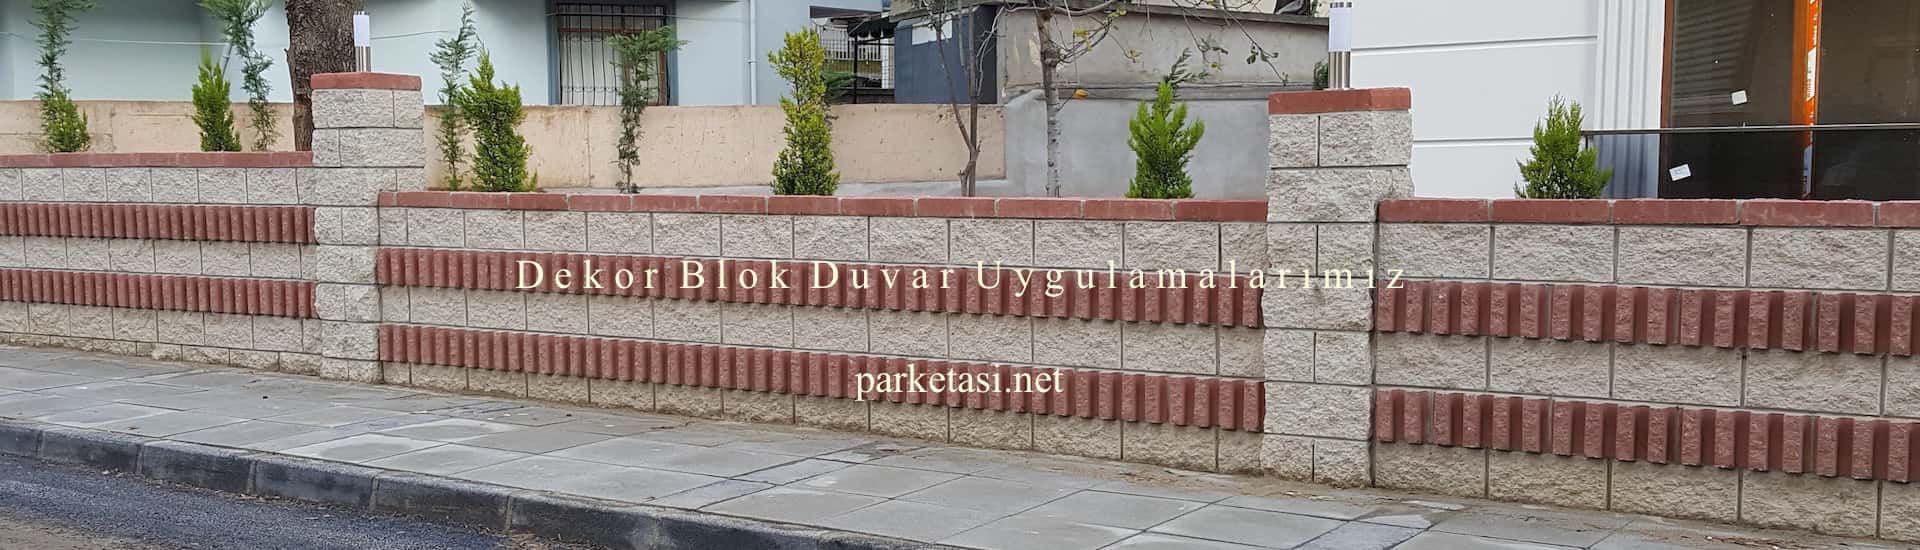 Dekor Blok Duvar Uygulamalarımız
parketasi.net